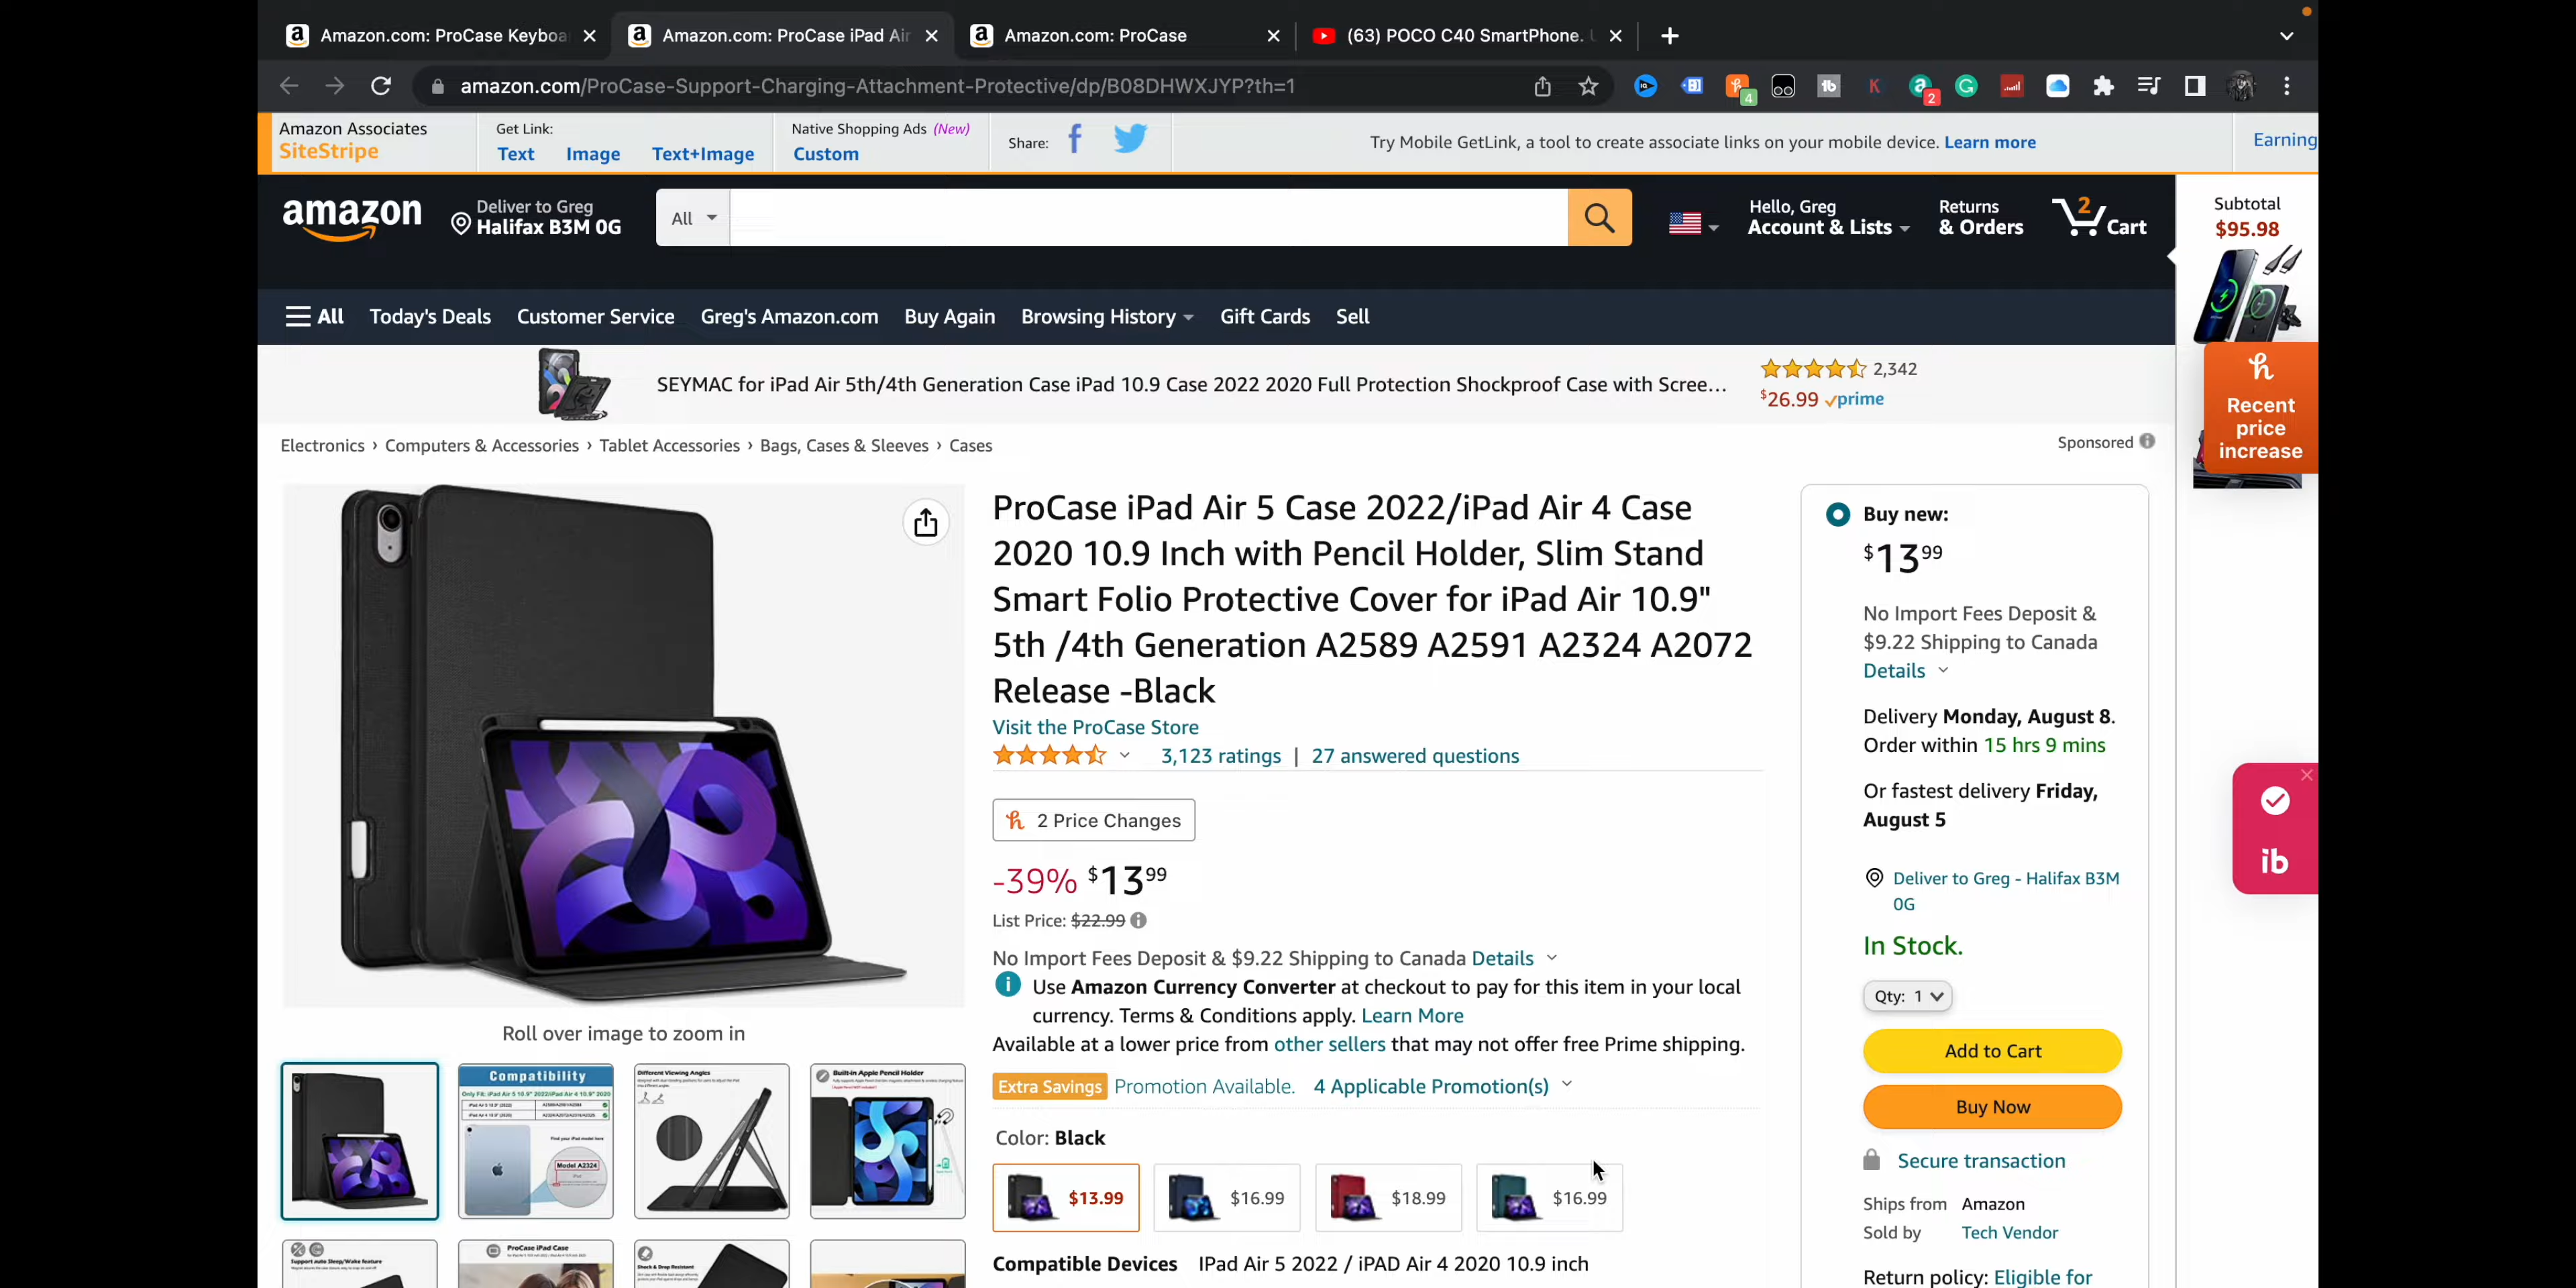 Amazon.com: ProCase Keyboa
Amazon.com: ProCase iPad Air
Amazon.com: ProCase
(63) POCO C40 SmartPhone.
amazon.com/ProCase-Support-Charging-Attachment-Protective/dp/B08DHWXJYP?th=1
4
2
Amazon Associates
SiteStripe
Get Link:
Text Image Text+Image
Native Shopping Ads (New)
Custom
Share:
Try Mobile GetLink, a tool to create associate links on your mobile device. Learn more
Earning
amazon
Deliver to Greg
Halifax B3M 0G
All
Hello, Greg
Account & Lists
Returns
& Orders
2
Cart
Subtotal
$95.98
All Today's Deals Customer Service Greg's Amazon.com Buy Again Browsing History Gift Cards Sell
SEYMAC for iPad Air 5th/4th Generation Case iPad 10.9 Case 2022 2020 Full Protection Shockproof Case with Scree...
2,342
$26.99 prime
Recent
price
increase
Electronics › Computers & Accessories › Tablet Accessories › Bags, Cases & Sleeves › Cases
Sponsored
ProCase iPad Air 5 Case 2022/iPad Air 4 Case
2020 10.9 Inch with Pencil Holder, Slim Stand
Smart Folio Protective Cover for iPad Air 10.9"
5th /4th Generation A2589 A2591 A2324 A2072
Release -Black
Visit the ProCase Store
3,123 ratings | 27 answered questions
2 Price Changes
-39% $13 99
List Price: $22.99
No Import Fees Deposit & $9.22 Shipping to Canada Details
Use Amazon Currency Converter at checkout to pay for this item in your local
currency. Terms & Conditions apply. Learn More
Available at a lower price from other sellers that may not offer free Prime shipping.
Extra Savings Promotion Available. 4 Applicable Promotion(s)
Color: Black
$13.99 $16.99 $18.99 $16.99
Compatible Devices IPad Air 5 2022 / iPAD Air 4 2020 10.9 inch
Roll over image to zoom in
Compatibility
Model A2324
Different Viewing Angles
Built-in Apple Pencil Holder
Support auto Sleep/Wake feature
ProCase iPad Case
Shock & Drop Resistant
Buy new:
$13 99
No Import Fees Deposit &
$9.22 Shipping to Canada
Details
Delivery Monday, August 8.
Order within 15 hrs 9 mins
Or fastest delivery Friday,
August 5
Deliver to Greg - Halifax B3M
0G
In Stock.
Qty: 1
Add to Cart
Buy Now
Secure transaction
Ships from Amazon
Sold by Tech Vendor
Return policy: Eligible for
ib